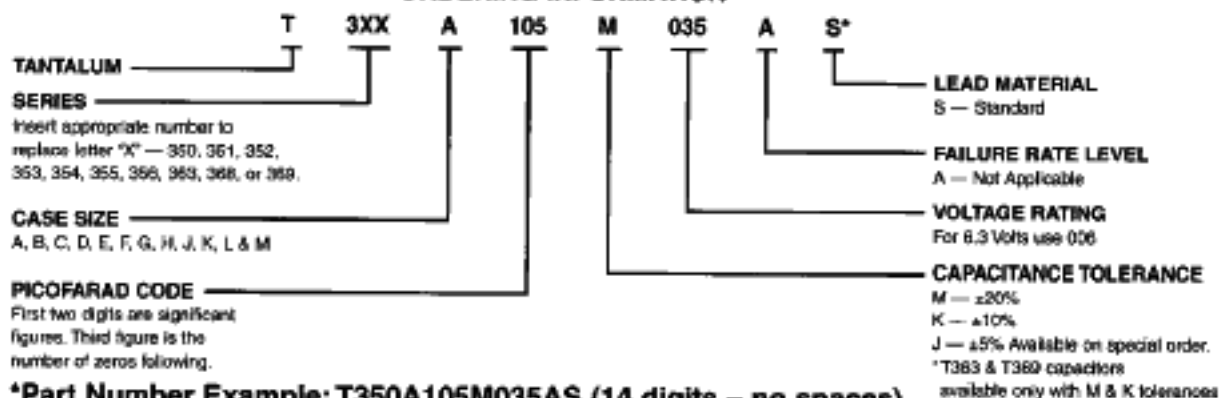 T 3XX A 105 M 035 A S*
TANTALUM
SERIES
Insert appropriate number to
replace letter "X" — 350, 351, 352,
353, 354, 355, 356, 363, 368, or 369.
CASE SIZE
A, B, C, D, E, F, G, H, J, K, L & M
PICOFARAD CODE
First two digits are significant
figures. Third figure is the
number of zeros following.
LEAD MATERIAL
S — Standard
FAILURE RATE LEVEL
A — Not Applicable
VOLTAGE RATING
For 6.3 Volts use 006
CAPACITANCE TOLERANCE
M — ±20%
K — ±10%
J — ±5% Available on special order.
*T363 & T369 capacitors
available only with M & K tolerances
*Part Number Example: T350A105M035AS (14 digits – no spaces)